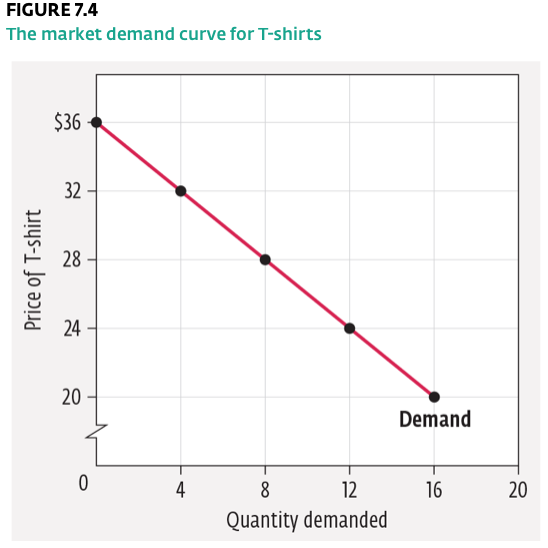 FIGURE 7.4
The market demand curve for T-shirts
Price of T-shirt
$36
32
28
24
20
0
Demand
4 8 12 16 20
Quantity demanded